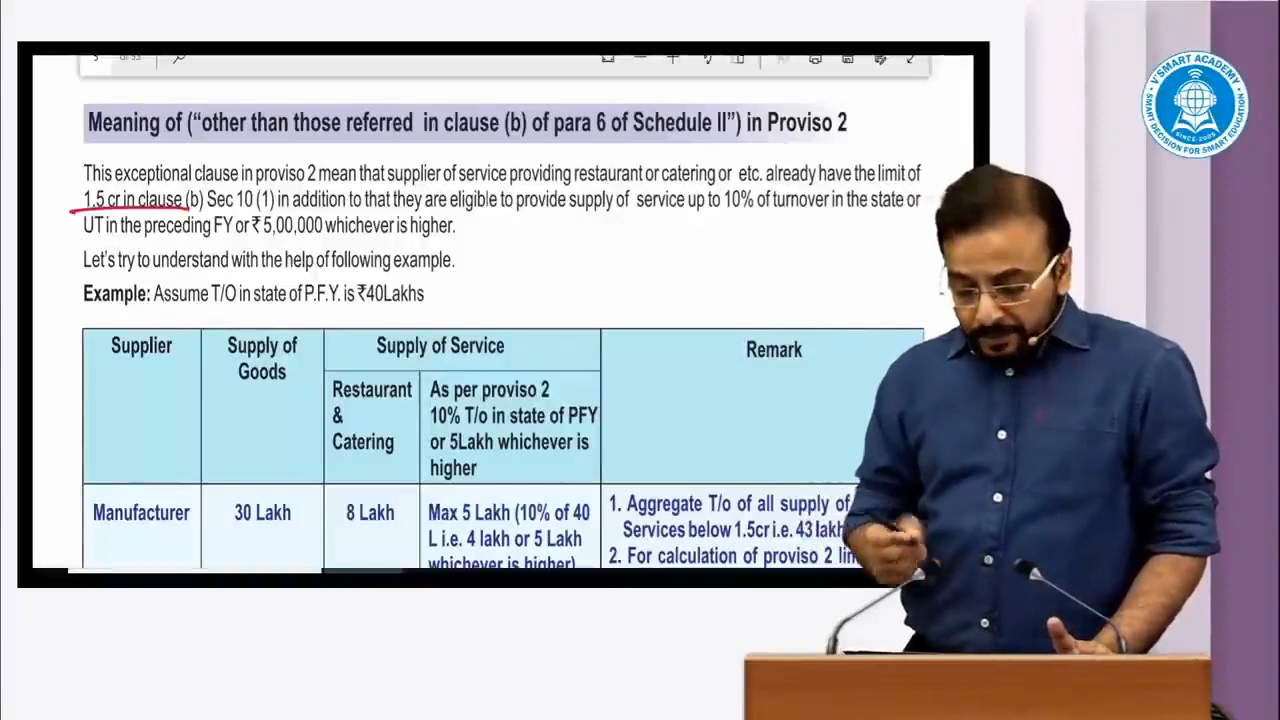 V'SMART ACADEMY
SMART DECISION FOR SMART EDUCATION
SINCE-2005
Meaning of (“other than those referred in clause (b) of para 6 of Schedule II”) in Proviso 2
This exceptional clause in proviso 2 mean that supplier of service providing restaurant or catering or etc. already have the limit of
1.5 cr in clause (b) Sec 10 (1) in addition to that they are eligible to provide supply of service up to 10% of turnover in the state or
UT in the preceding FY or ₹ 5,00,000 whichever is higher.
Let’s try to understand with the help of following example.
Example: Assume T/O in state of P.F.Y. is ₹40Lakhs
Supplier
Supply of
Goods
Supply of Service
Remark
Restaurant
&
Catering
As per proviso 2
10% T/o in state of PFY
or 5Lakh whichever is
higher
Manufacturer
30 Lakh
8 Lakh
Max 5 Lakh (10% of 40
L i.e. 4 lakh or 5 Lakh
whichever is higher)
1. Aggregate T/o of all supply of
Services below 1.5cr i.e. 43 lakh
2. For calculation of proviso 2